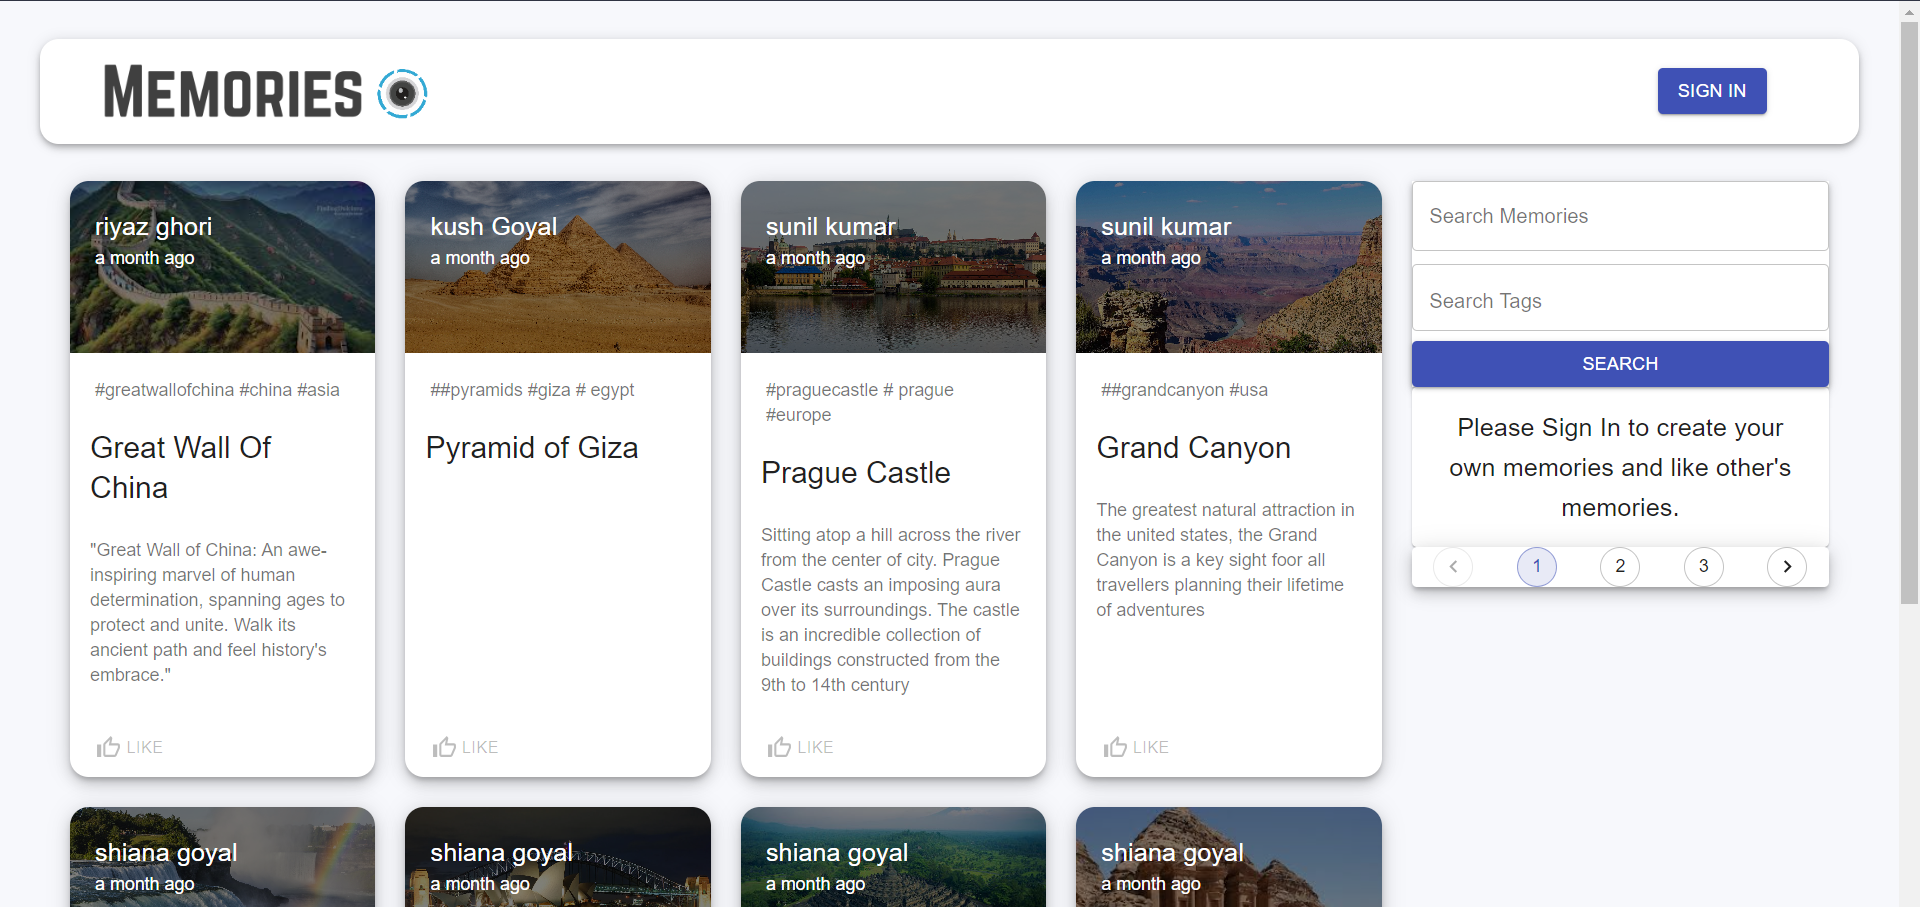 MEMORIES
SIGN IN
riyaz ghori
a month ago
#greatwallofchina #china #asia
Great Wall Of
China
"Great Wall of China: An awe-
inspiring marvel of human
determination, spanning ages to
protect and unite. Walk its
ancient path and feel history's
embrace."
LIKE
kush Goyal
a month ago
##pyramids #giza # egypt
Pyramid of Giza
LIKE
sunil kumar
a month ago
#praguecastle # prague
#europe
Prague Castle
Sitting atop a hill across the river
from the center of city. Prague
Castle casts an imposing aura
over its surroundings. The castle
is an incredible collection of
buildings constructed from the
9th to 14th century
LIKE
sunil kumar
a month ago
##grandcanyon #usa
Grand Canyon
The greatest natural attraction in
the united states, the Grand
Canyon is a key sight foor all
travellers planning their lifetime
of adventures
LIKE
Search Memories
Search Tags
SEARCH
Please Sign In to create your
own memories and like other's
memories.
1 2 3
shiana goyal
a month ago
shiana goyal
a month ago
shiana goyal
a month ago
shiana goyal
a month ago